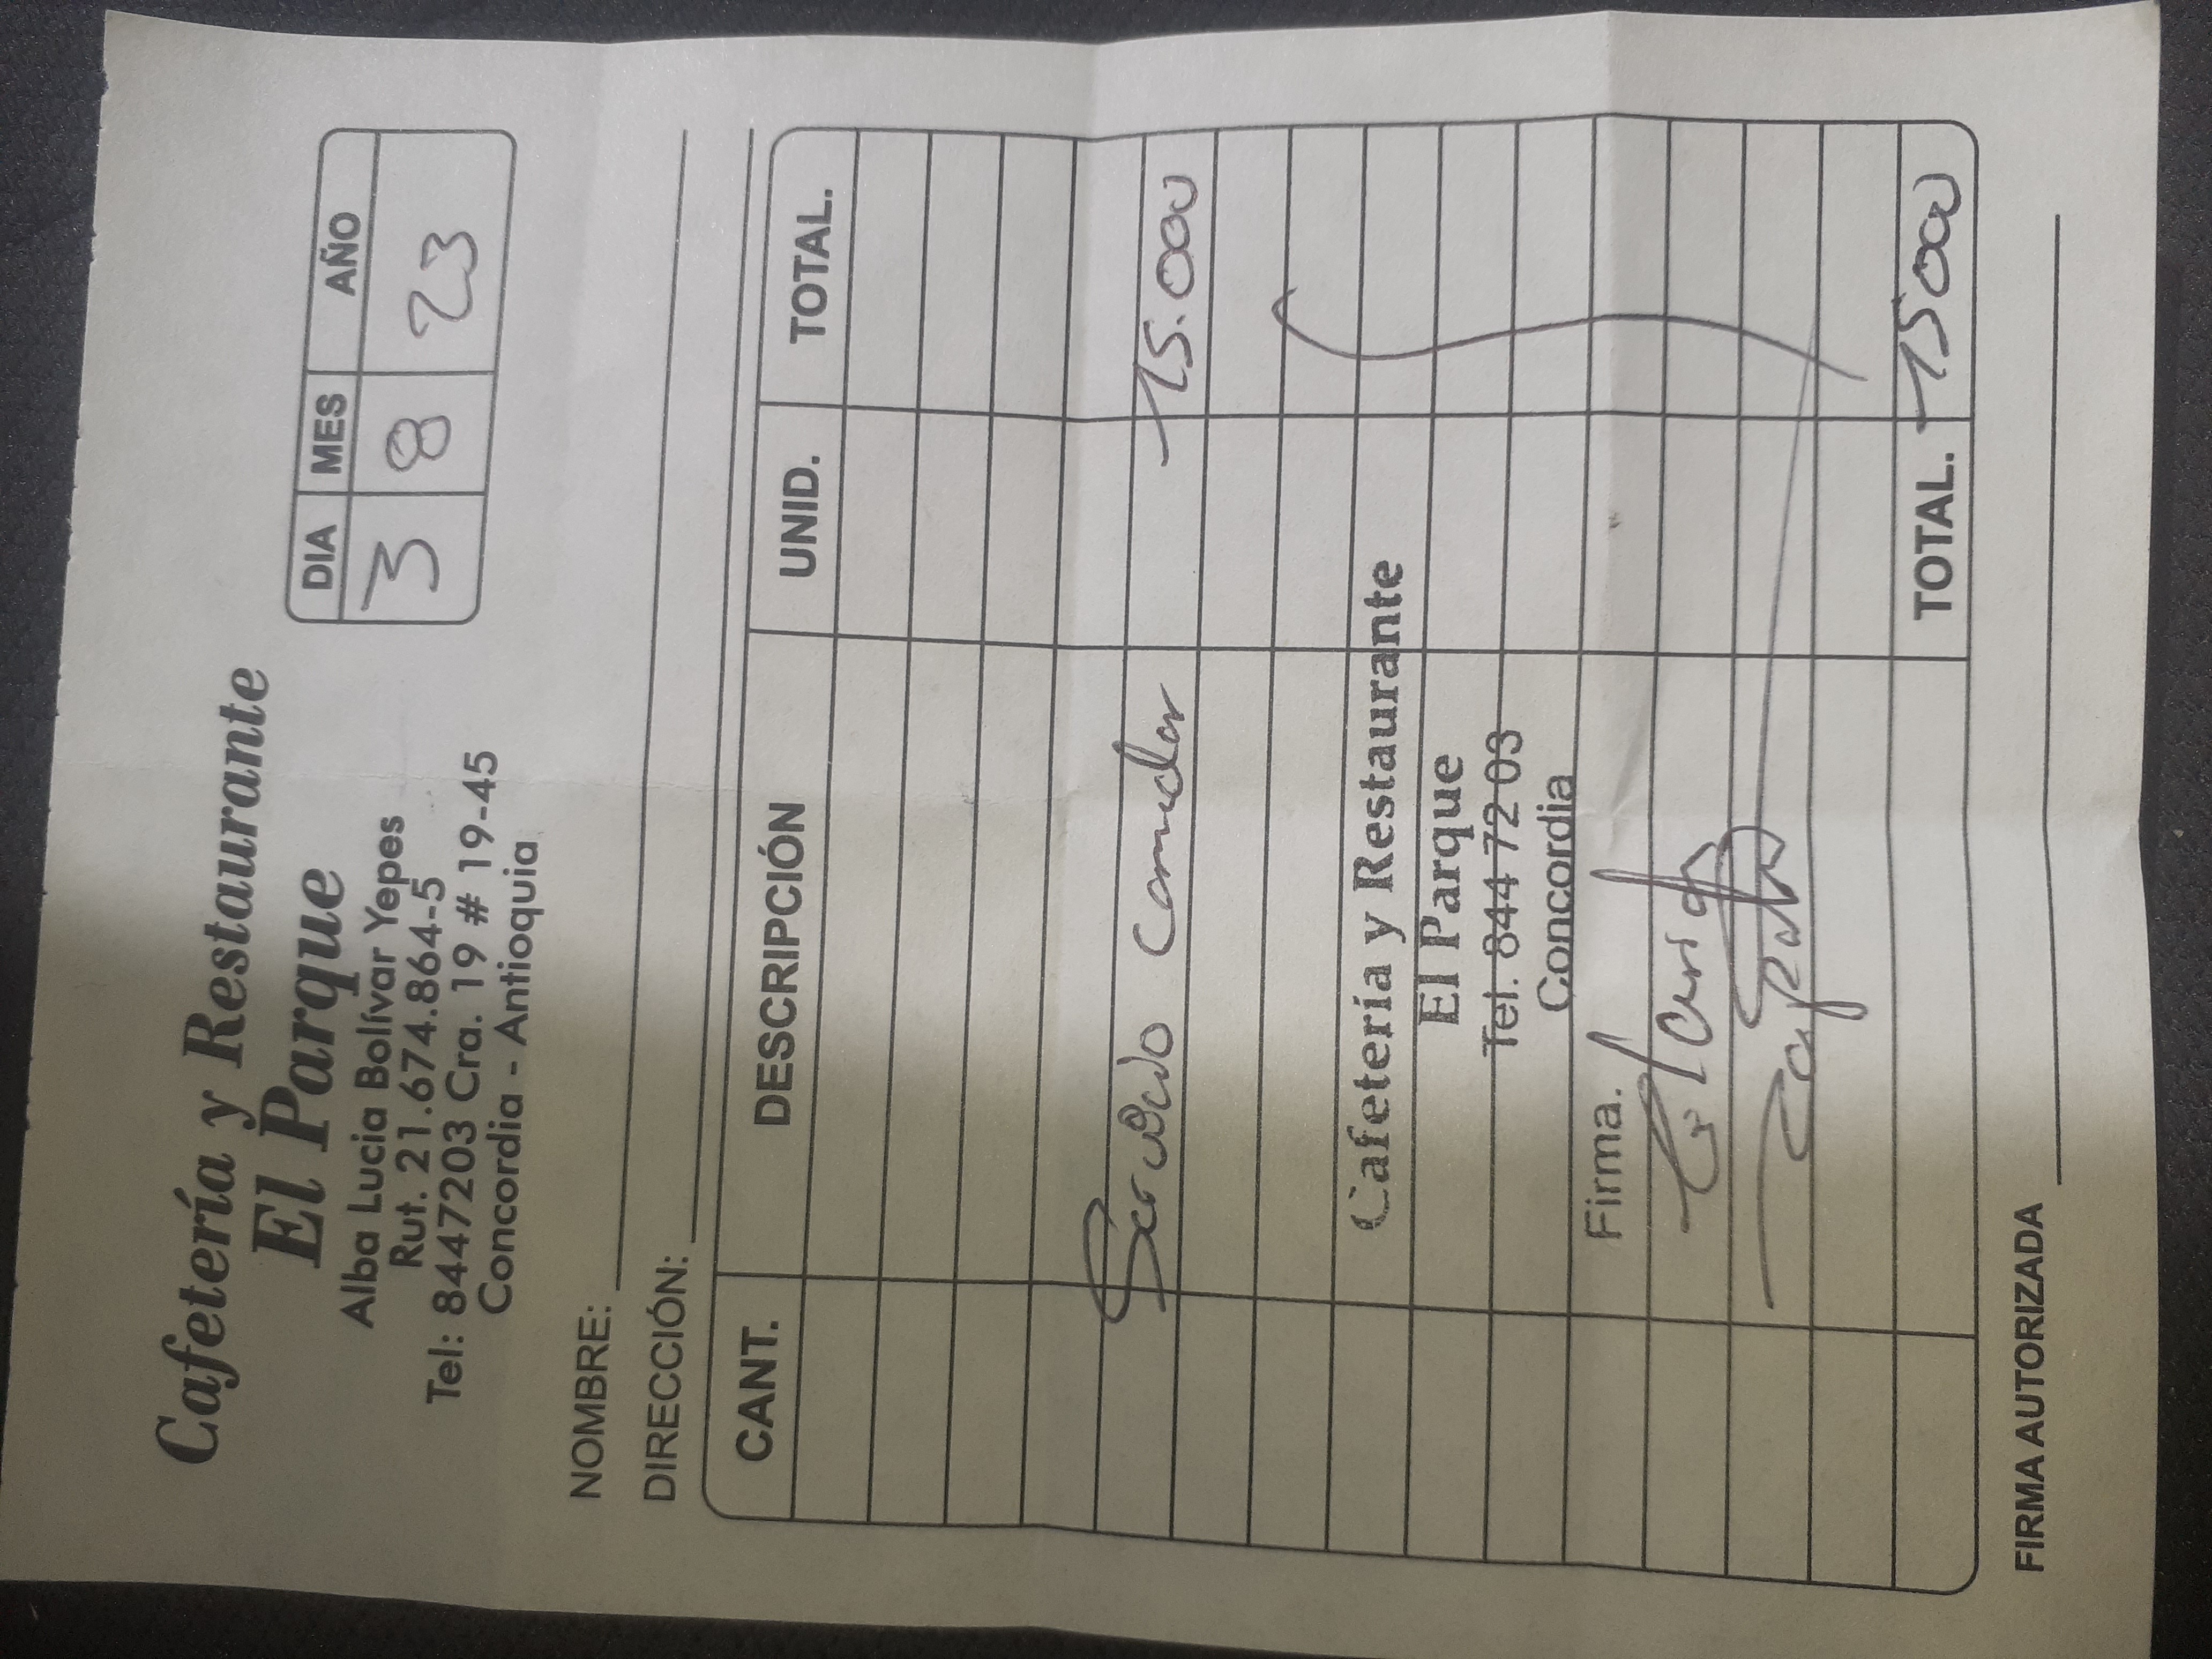 Cafetería y Restaurante
El Parque
Alba Lucia Bolívar Yepes
Rut. 21.674.864-5
Tel: 8447203 Cra. 19 # 19-45
Concordia - Antioquia
DIA MES AÑO
3 8 23
NOMBRE:
DIRECCIÓN:
CANT. DESCRIPCIÓN UNID. TOTAL.
15.000
Cafetería y Restaurante
El Parque
Tel. 844 72 03
Concordia
Firma.
TOTAL. 15000
FIRMA AUTORIZADA